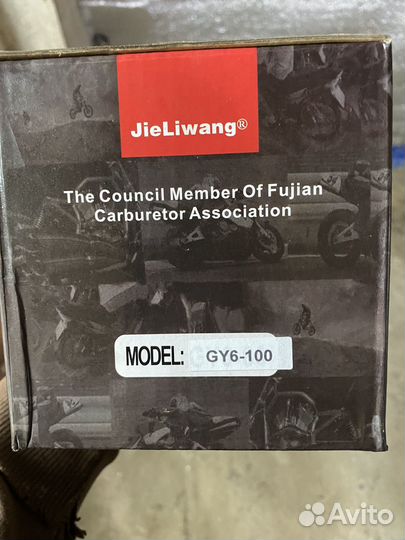 JieLiwang®
The Council Member Of Fujian
Carburetor Association
MODEL: GY6-100
Avito